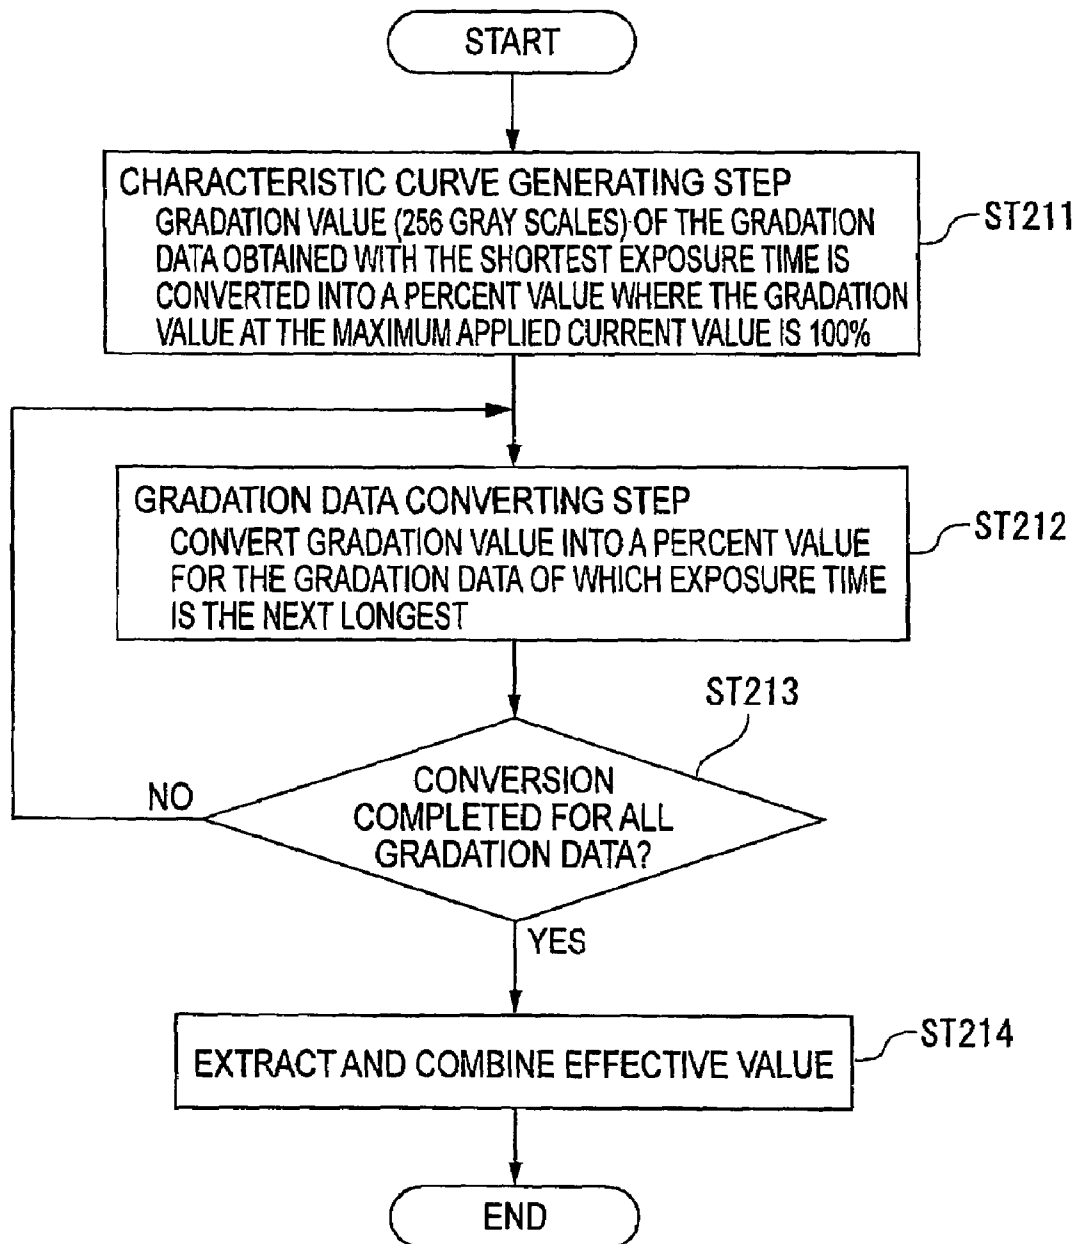 START
CHARACTERISTIC CURVE GENERATING STEP
GRADATION VALUE (256 GRAY SCALES) OF THE GRADATION
DATA OBTAINED WITH THE SHORTEST EXPOSURE TIME IS
CONVERTED INTO A PERCENT VALUE WHERE THE GRADATION
VALUE AT THE MAXIMUM APPLIED CURRENT VALUE IS 100%
ST211
GRADATION DATA CONVERTING STEP
CONVERT GRADATION VALUE INTO A PERCENT VALUE
FOR THE GRADATION DATA OF WHICH EXPOSURE TIME
IS THE NEXT LONGEST
ST212
ST213
CONVERSION
COMPLETED FOR ALL
GRADATION DATA?
NO
YES
EXTRACT AND COMBINE EFFECTIVE VALUE
ST214
END